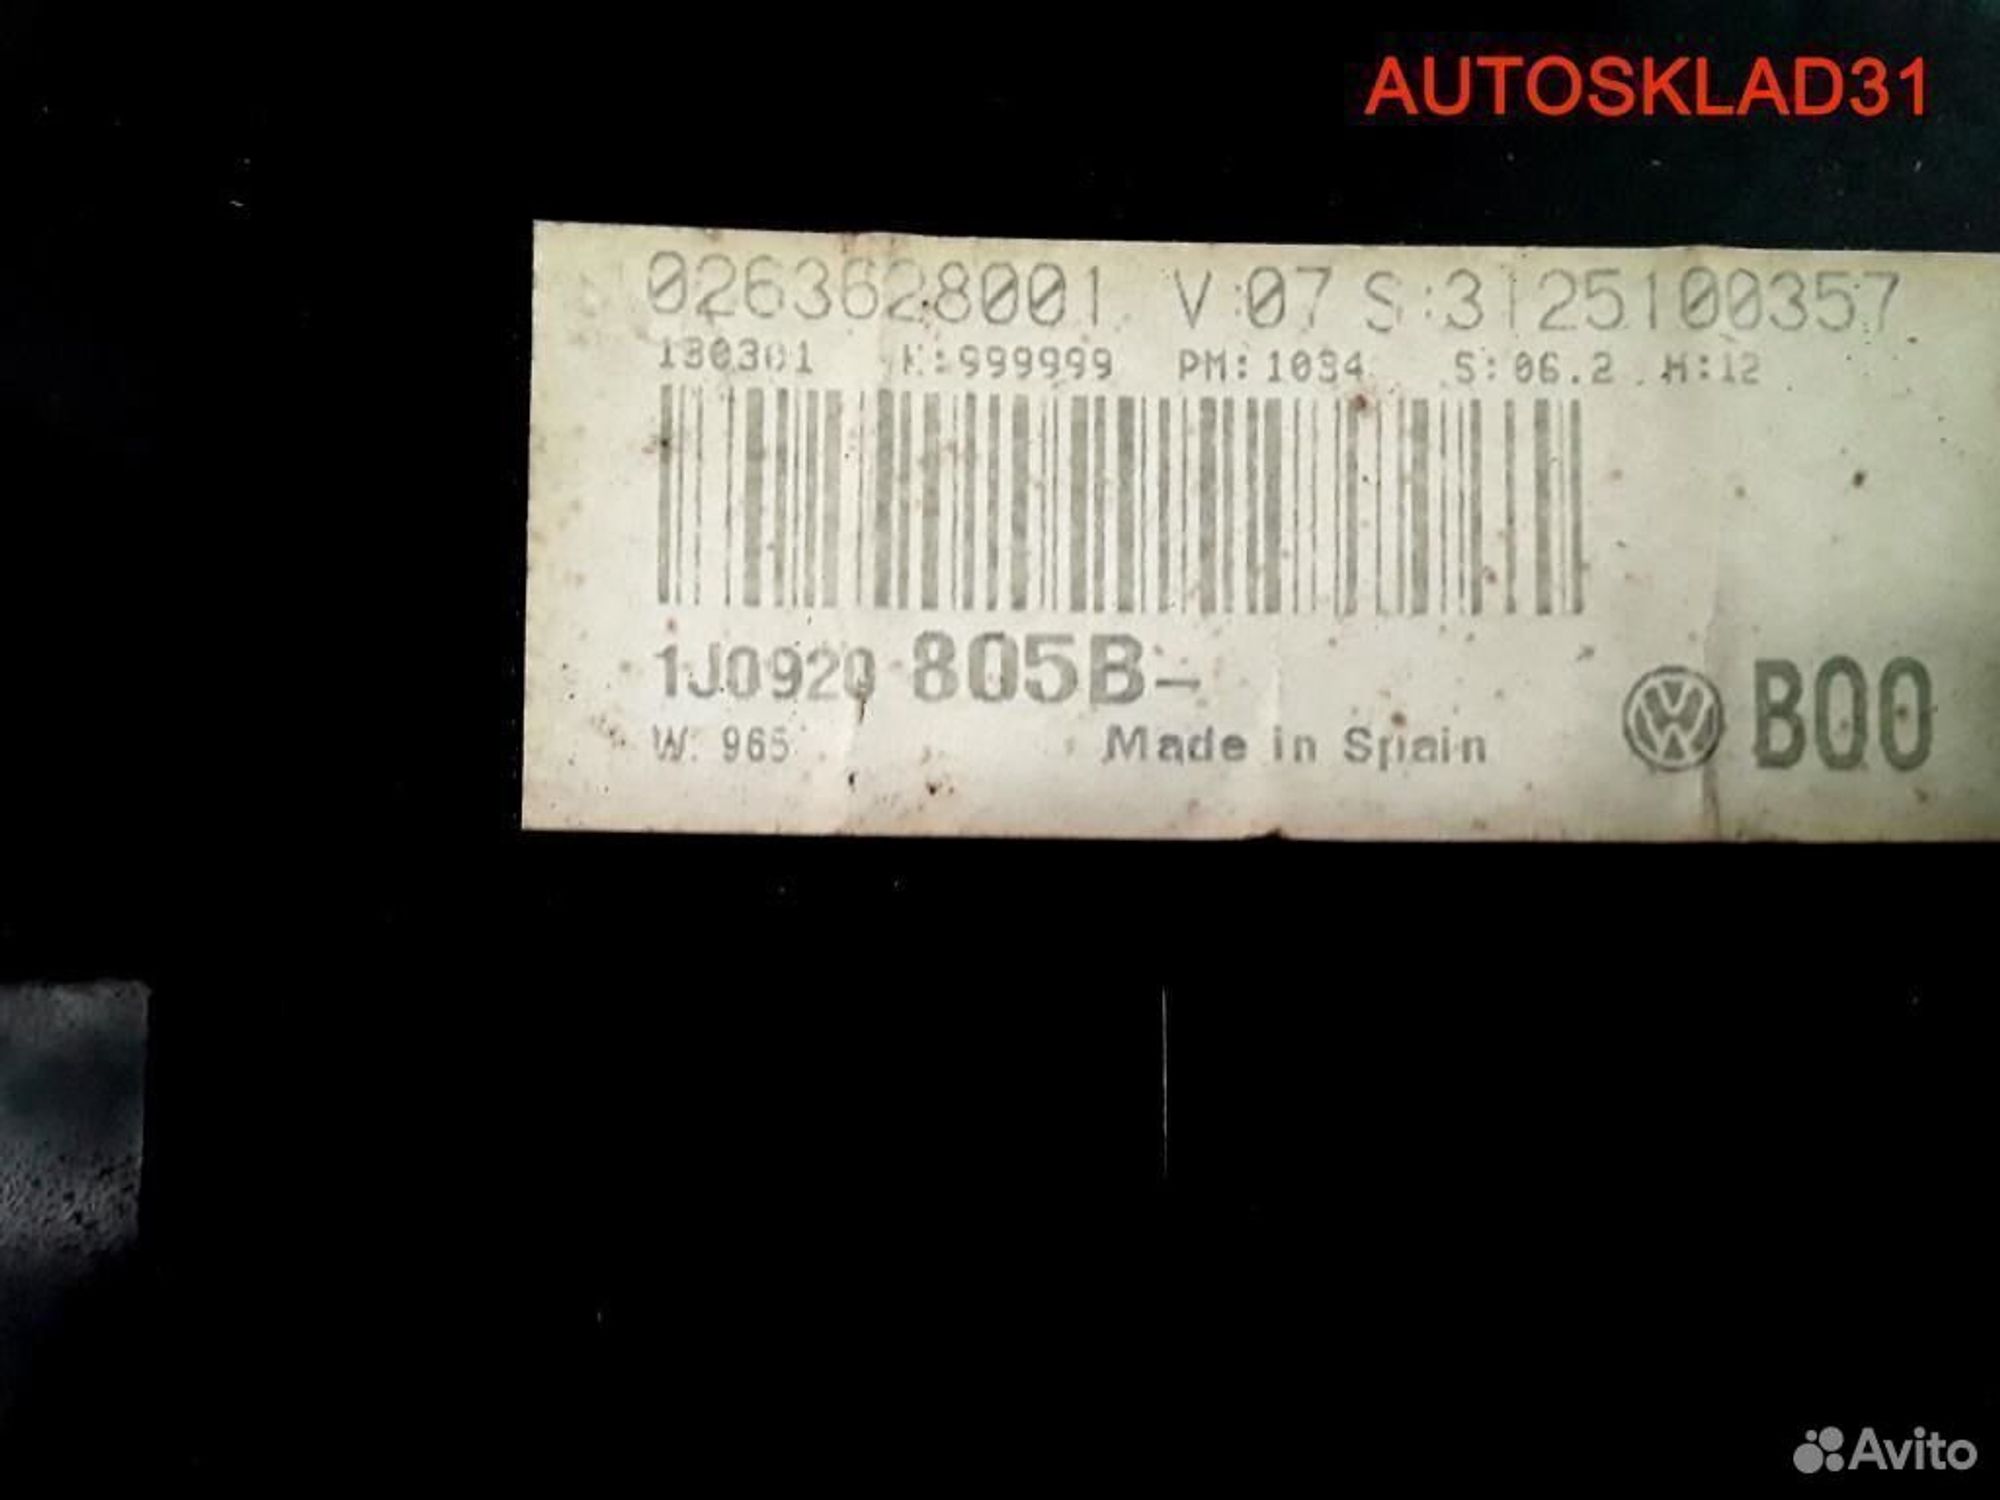 AUTOSKLAD31
0263628001 V:07 S:3125100357
130301 K:999999 PM:1034 S:06.2 H:12
1J0920 805B-
W. 965 Made in Spain
B00
Avito